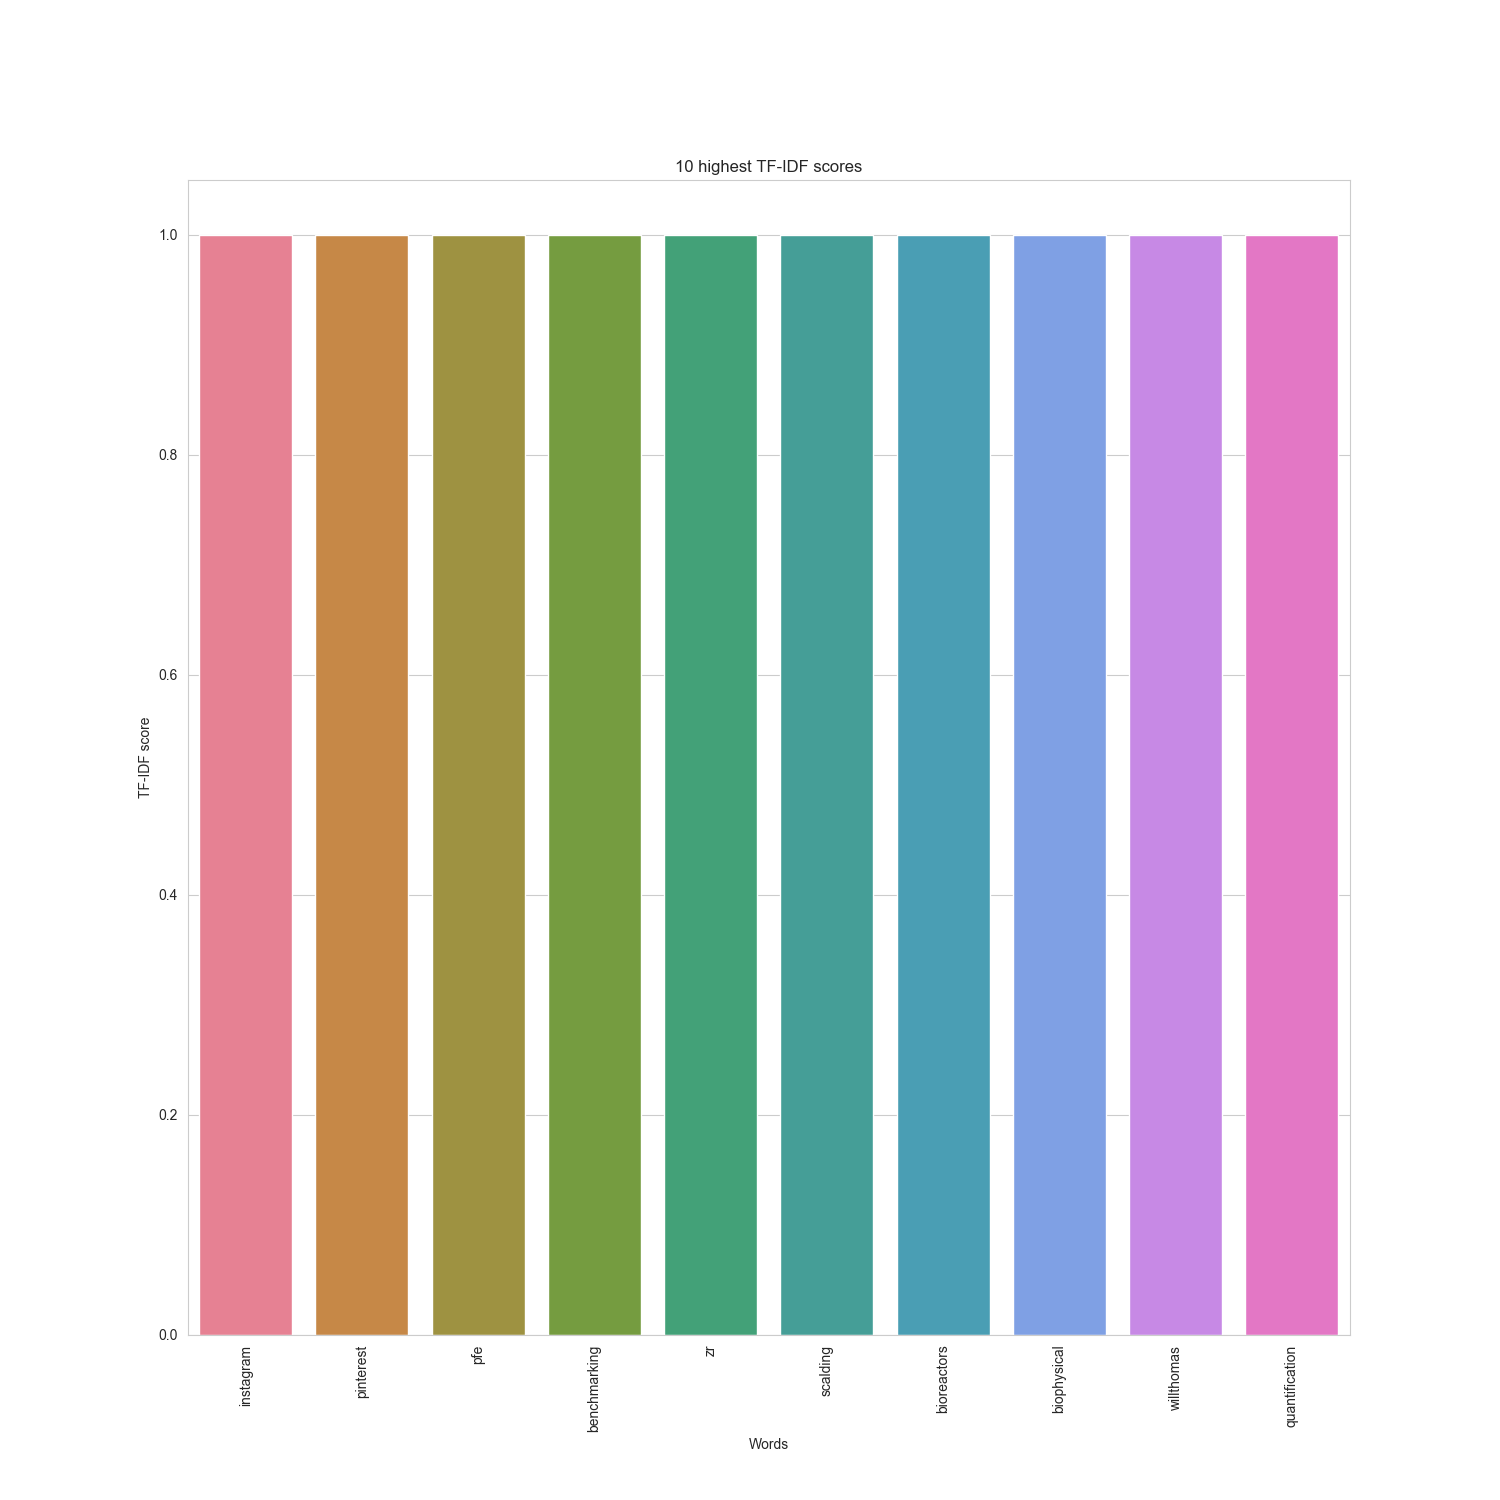 10 highest TF-IDF scores
1.0
0.8
0.6
0.4
0.2
0.0
TF-IDF score
instagram
pinterest
pfe
benchmarking
zr
scalding
bioreactors
biophysical
willthomas
quantification
Words